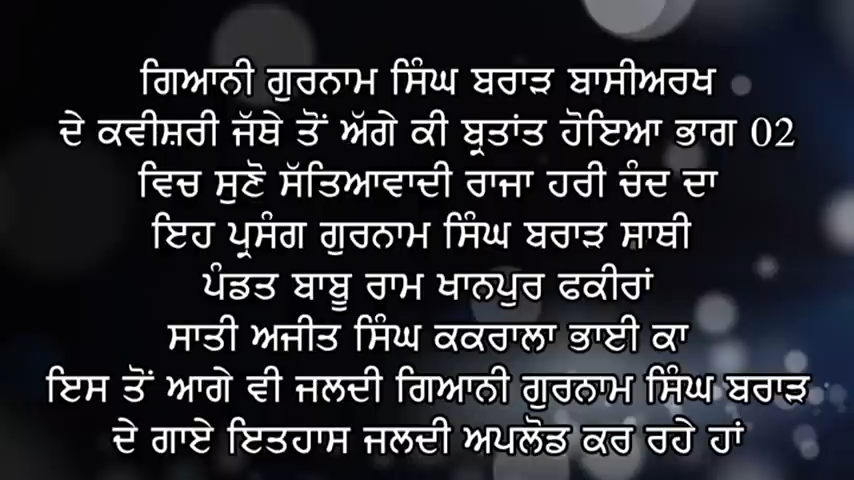 ਗਿਆਨੀ ਗੁਰਨਾਮ ਸਿੰਘ ਬਰਾੜ ਬਾਸੀਅਰਖ
ਦੇ ਕਵੀਸ਼ਰੀ ਜੱਥੇ ਤੋਂ ਅੱਗੇ ਕੀ ਬ੍ਰਤਾਂਤ ਹੋਇਆ ਭਾਗ 02
ਵਿਚ ਸੁਣੋ ਸੱਤਿਆਵਾਦੀ ਰਾਜਾ ਹਰੀ ਚੰਦ ਦਾ
ਇਹ ਪ੍ਰਸੰਗ ਗੁਰਨਾਮ ਸਿੰਘ ਬਰਾੜ ਸਾਥੀ
ਪੰਡਤ ਬਾਬੂ ਰਾਮ ਖਾਨਪੁਰ ਫਕੀਰਾਂ
ਸਾਤੀ ਅਜੀਤ ਸਿੰਘ ਕਕਰਾਲਾ ਭਾਈ ਕਾ
ਇਸ ਤੋਂ ਆਗੇ ਵੀ ਜਲਦੀ ਗਿਆਨੀ ਗੁਰਨਾਮ ਸਿੰਘ ਬਰਾੜ
ਦੇ ਗਾਏ ਇਤਹਾਸ ਜਲਦੀ ਅਪਲੋਡ ਕਰ ਰਹੇ ਹਾਂ